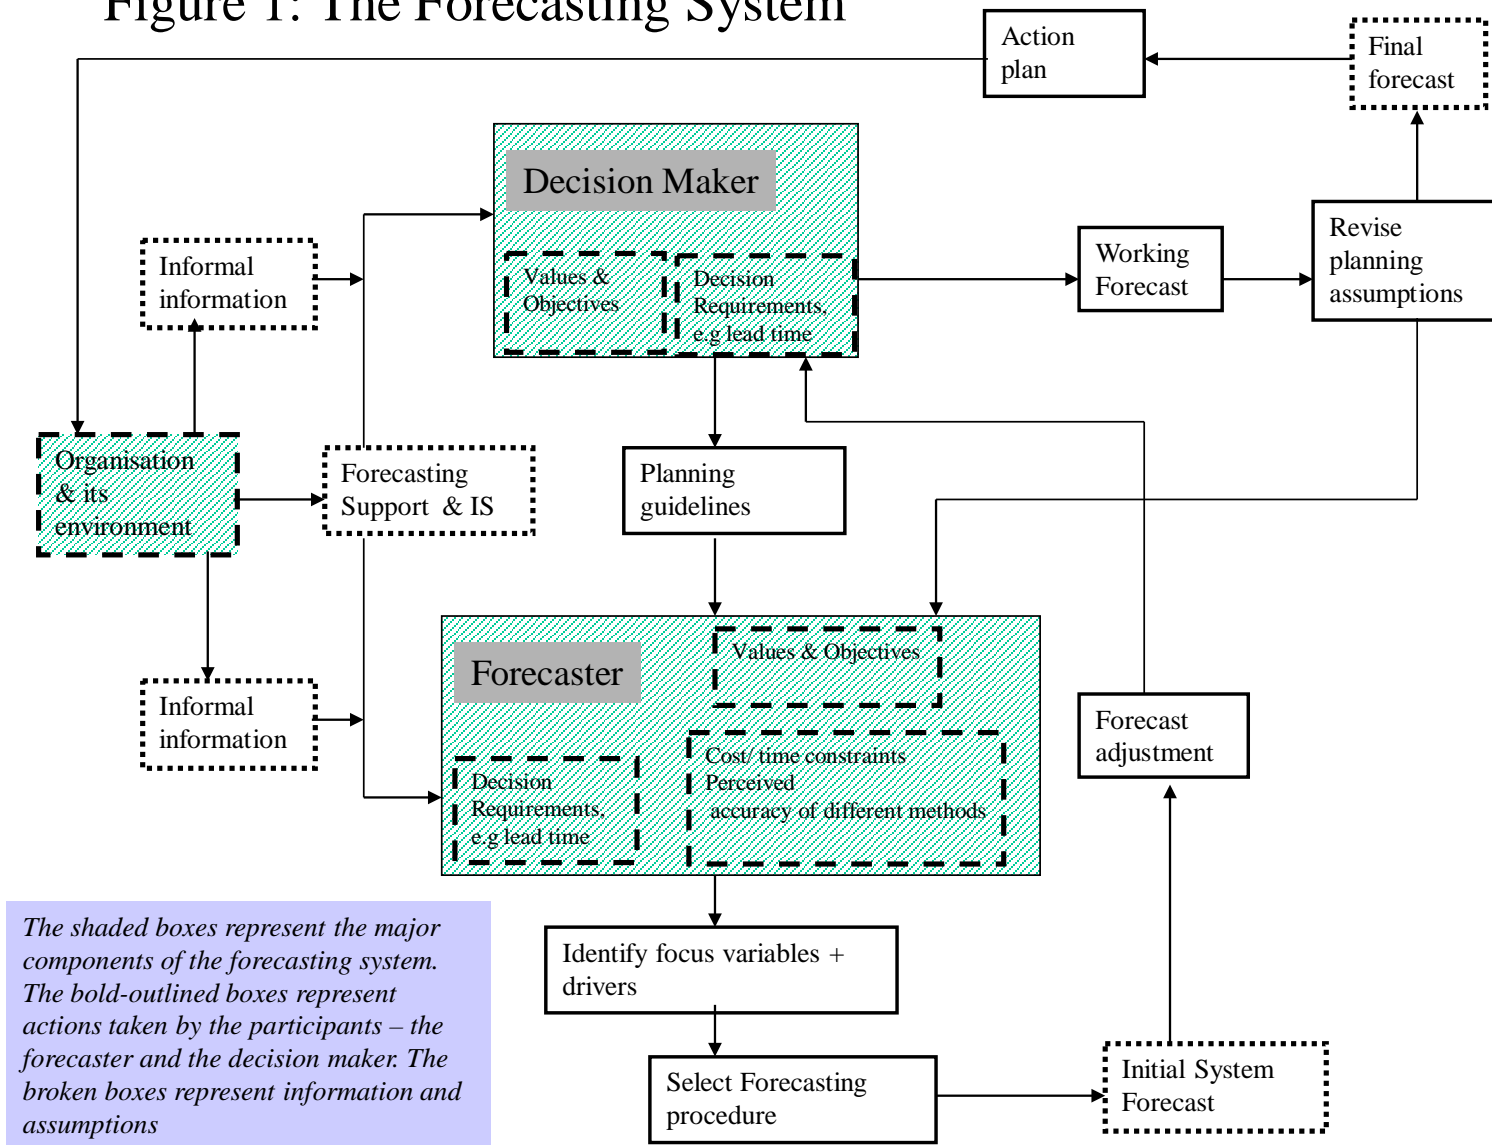 Figure 1: The Forecasting System
Action
plan
Final
forecast
Decision Maker
Values &
Objectives
Decision
Requirements,
e.g lead time
Working
Forecast
Revise
planning
assumptions
Informal
information
Organisation
& its
environment
Forecasting
Support & IS
Planning
guidelines
Informal
information
Forecaster
Values & Objectives
Decision
Requirements,
e.g lead time
Cost/ time constraints
Perceived
accuracy of different methods
Forecast
adjustment
Identify focus variables +
drivers
Select Forecasting
procedure
Initial System
Forecast
The shaded boxes represent the major
components of the forecasting system.
The bold-outlined boxes represent
actions taken by the participants – the
forecaster and the decision maker. The
broken boxes represent information and
assumptions